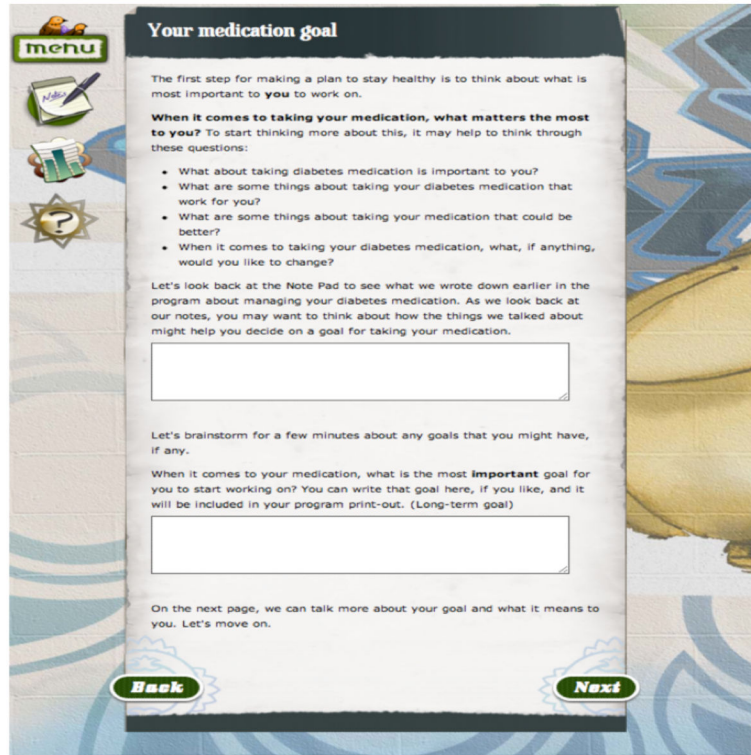 menu
Notes
Your medication goal
The first step for making a plan to stay healthy is to think about what is
most important to you to work on.
When it comes to taking your medication, what matters the most
to you? To start thinking more about this, it may help to think through
these questions:
• What about taking diabetes medication is important to you?
• What are some things about taking your diabetes medication that
work for you?
• What are some things about taking your medication that could be
better?
• When it comes to taking your diabetes medication, what, if anything,
would you like to change?
Let's look back at the Note Pad to see what we wrote down earlier in the
program about managing your diabetes medication. As we look back at
our notes, you may want to think about how the things we talked about
might help you decide on a goal for taking your medication.
Let's brainstorm for a few minutes about any goals that you might have,
if any.
When it comes to your medication, what is the most important goal for
you to start working on? You can write that goal here, if you like, and it
will be included in your program print-out. (Long-term goal)
On the next page, we can talk more about your goal and what it means to
you. Let's move on.
Back
Next